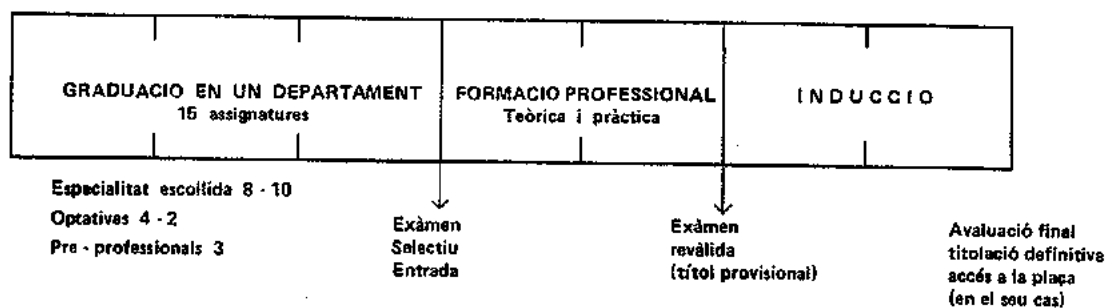 GRADUACIO EN UN DEPARTAMENT
15 assignatures
FORMACIO PROFESSIONAL
Teòrica i pràctica
INDUCCIO
Especialitat escollida 8 - 10
Optatives 4 - 2
Pre - professionals 3
Exàmen
Selectiu
Entrada
Exàmen
revàlida
(títol provisional)
Avaluació final
titolació definitiva
accés a la plaça
(en el seu cas)